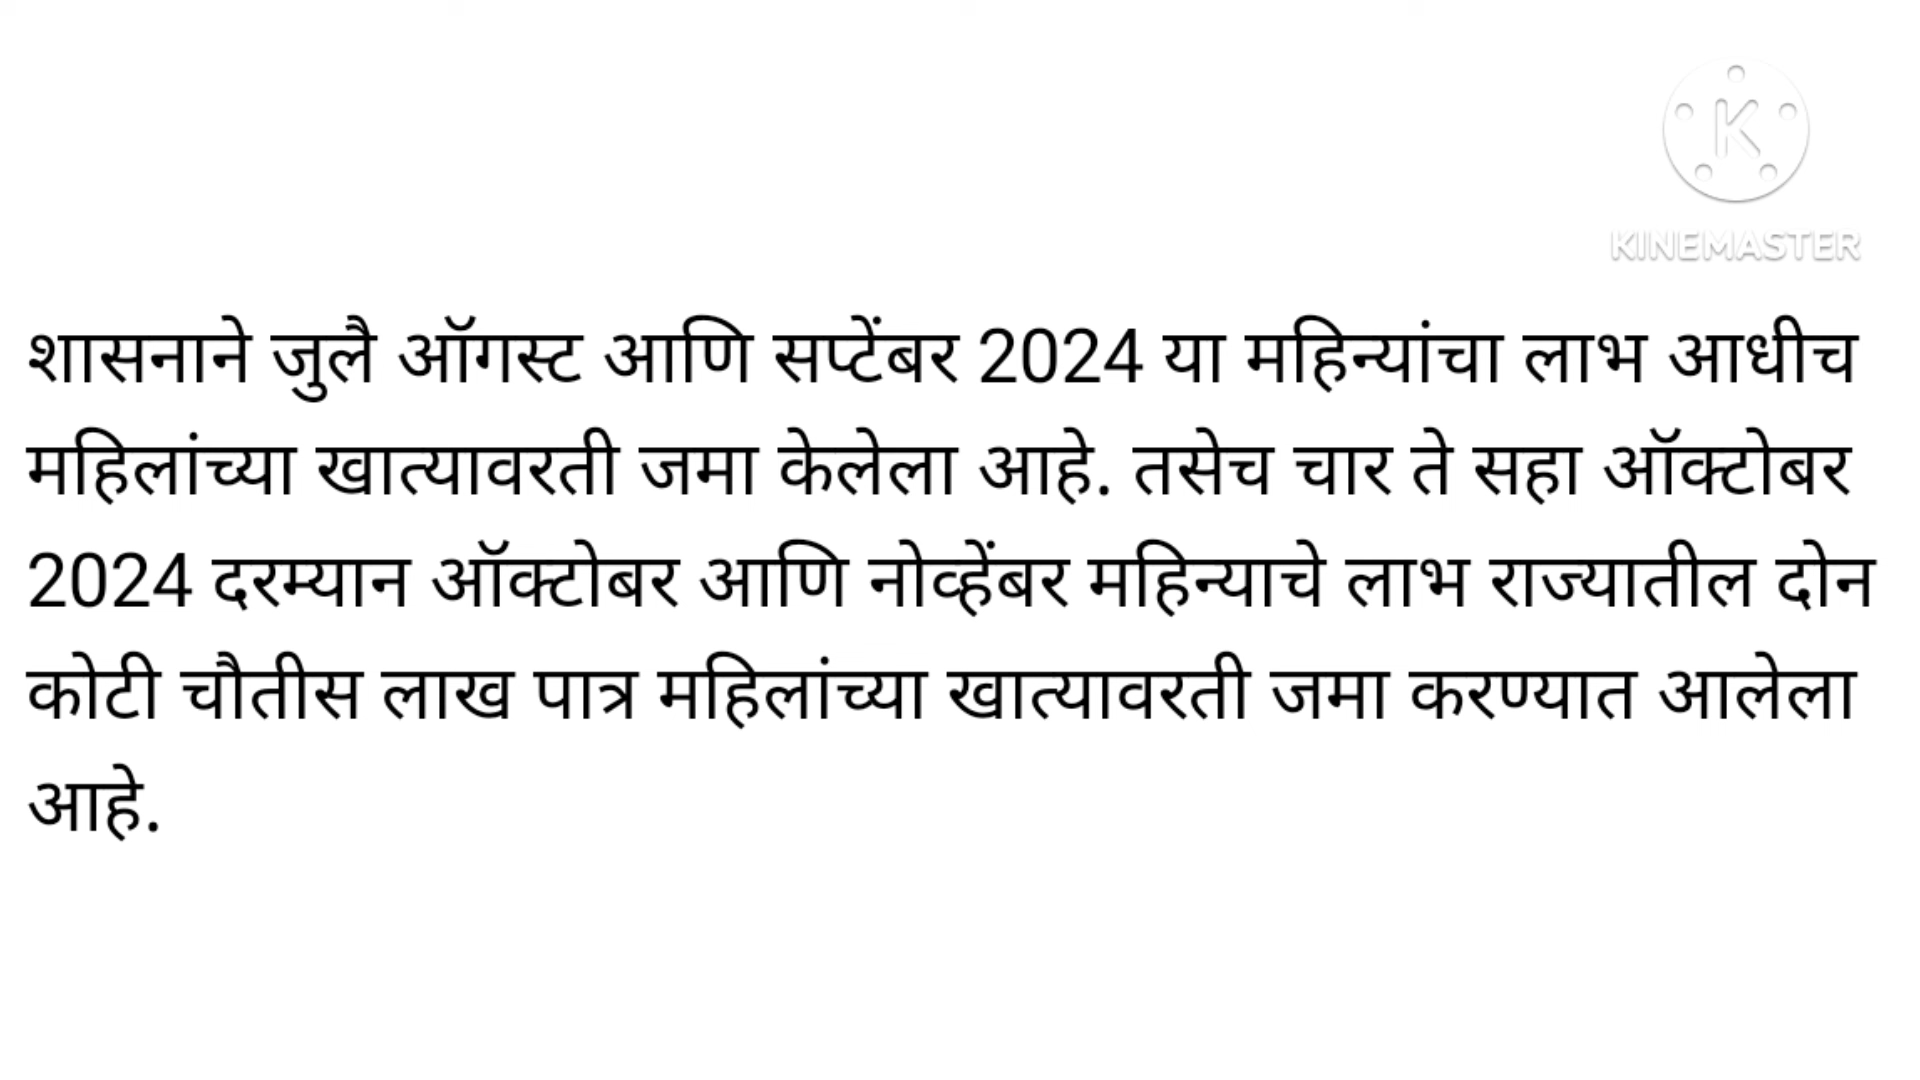 KINEMASTER
शासनाने जुलै ऑगस्ट आणि सप्टेंबर 2024 या महिन्यांचा लाभ आधीच
महिलांच्या खात्यावरती जमा केलेला आहे. तसेच चार ते सहा ऑक्टोबर
2024 दरम्यान ऑक्टोबर आणि नोव्हेंबर महिन्याचे लाभ राज्यातील दोन
कोटी चौतीस लाख पात्र महिलांच्या खात्यावरती जमा करण्यात आलेला
आहे.